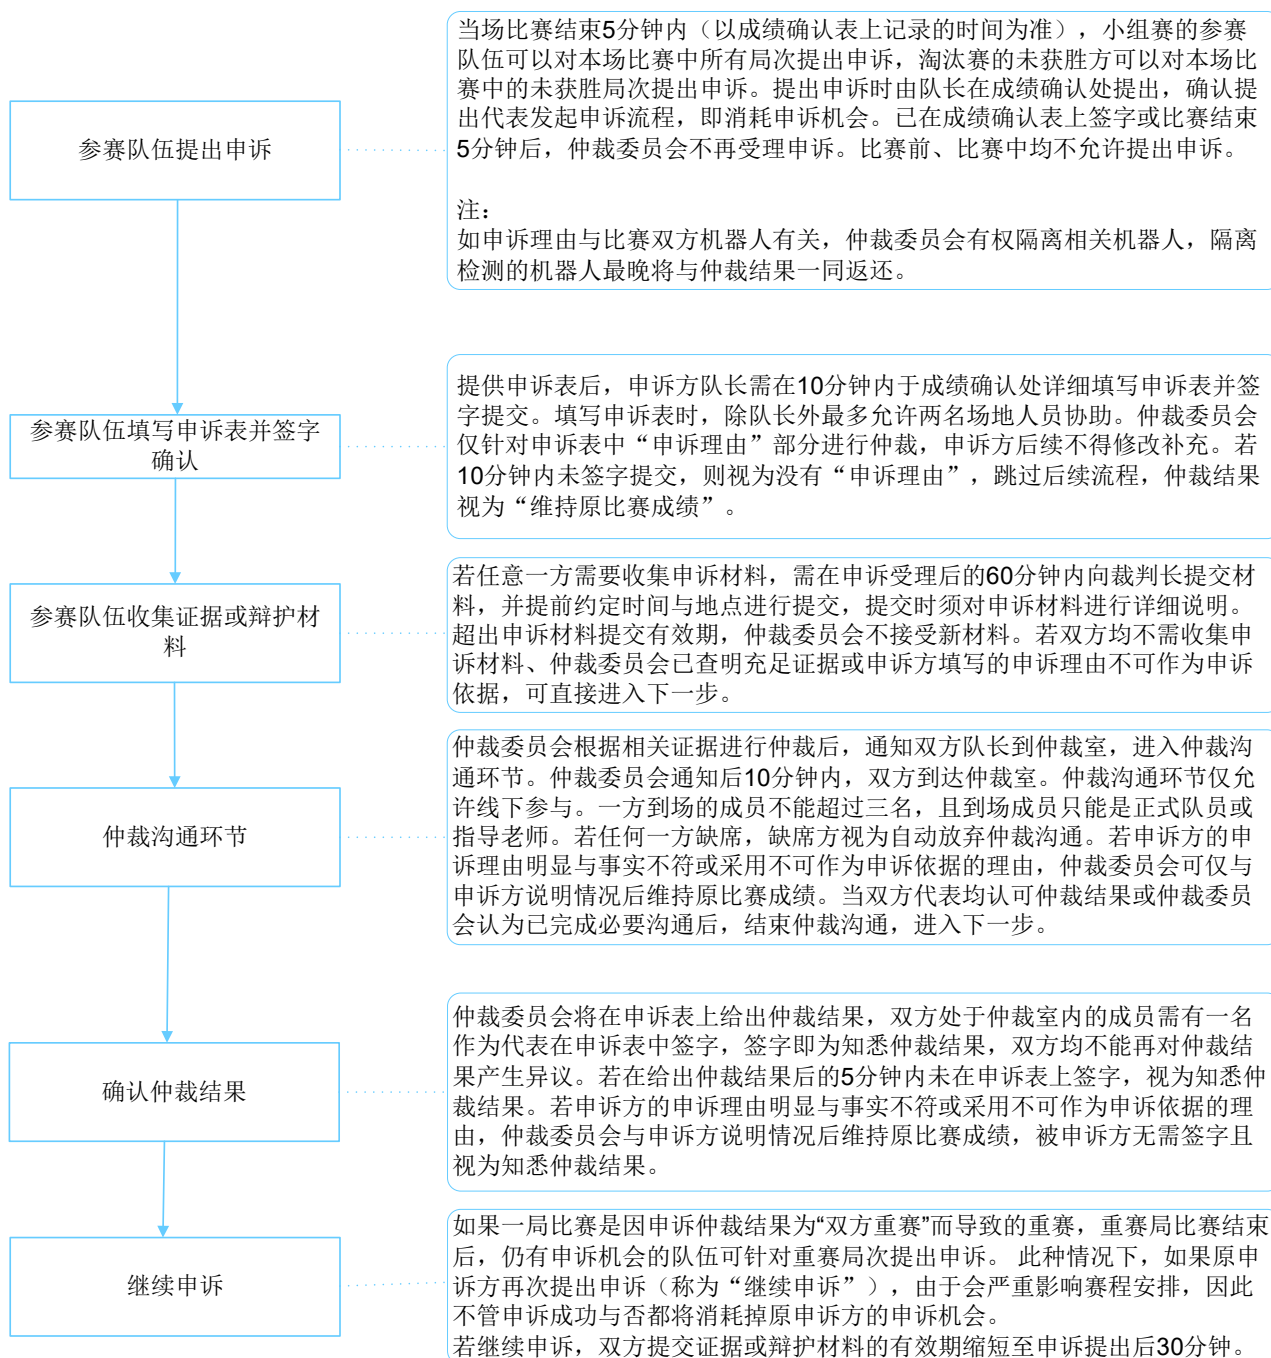 参赛队伍提出申诉
当场比赛结束5分钟内（以成绩确认表上记录的时间为准），小组赛的参赛
队伍可以对本场比赛中所有局次提出申诉，淘汰赛的未获胜方可以对本场比
赛中的未获胜局次提出申诉。提出申诉时由队长在成绩确认处提出，确认提
出代表发起申诉流程，即消耗申诉机会。已在成绩确认表上签字或比赛结束
5分钟后，仲裁委员会不再受理申诉。比赛前、比赛中均不允许提出申诉。
注：
如申诉理由与比赛双方机器人有关，仲裁委员会有权隔离相关机器人，隔离
检测的机器人最晚将与仲裁结果一同返还。
参赛队伍填写申诉表并签字
确认
提供申诉表后，申诉方队长需在10分钟内于成绩确认处详细填写申诉表并签
字提交。填写申诉表时，除队长外最多允许两名场地人员协助。仲裁委员会
仅针对申诉表中“申诉理由”部分进行仲裁，申诉方后续不得修改补充。若
10分钟内未签字提交，则视为没有“申诉理由”，跳过后续流程，仲裁结果
视为“维持原比赛成绩”。
参赛队伍收集证据或辩护材
料
若任意一方需要收集申诉材料，需在申诉受理后的60分钟内向裁判长提交材
料，并提前约定时间与地点进行提交，提交时须对申诉材料进行详细说明。
超出申诉材料提交有效期，仲裁委员会不接受新材料。若双方均不需收集申
诉材料、仲裁委员会已查明充足证据或申诉方填写的申诉理由不可作为申诉
依据，可直接进入下一步。
仲裁沟通环节
仲裁委员会根据相关证据进行仲裁后，通知双方队长到仲裁室，进入仲裁沟
通环节。仲裁委员会通知后10分钟内，双方到达仲裁室。仲裁沟通环节仅允
许线下参与。一方到场的成员不能超过三名，且到场成员只能是正式队员或
指导老师。若任何一方缺席，缺席方视为自动放弃仲裁沟通。若申诉方的申
诉理由明显与事实不符或采用不可作为申诉依据的理由，仲裁委员会可仅与
申诉方说明情况后维持原比赛成绩。当双方代表均认可仲裁结果或仲裁委员
会认为已完成必要沟通后，结束仲裁沟通，进入下一步。
确认仲裁结果
仲裁委员会将在申诉表上给出仲裁结果，双方处于仲裁室内的成员需有一名
作为代表在申诉表中签字，签字即为知悉仲裁结果，双方均不能再对仲裁结
果产生异议。若在给出仲裁结果后的5分钟内未在申诉表上签字，视为知悉仲
裁结果。若申诉方的申诉理由明显与事实不符或采用不可作为申诉依据的理
由，仲裁委员会与申诉方说明情况后维持原比赛成绩，被申诉方无需签字且
视为知悉仲裁结果。
继续申诉
如果一局比赛是因申诉仲裁结果为“双方重赛”而导致的重赛，重赛局比赛结束
后，仍有申诉机会的队伍可针对重赛局次提出申诉。 此种情况下，如果原申
诉方再次提出申诉（称为“继续申诉”），由于会严重影响赛程安排，因此
不管申诉成功与否都将消耗掉原申诉方的申诉机会。
若继续申诉，双方提交证据或辩护材料的有效期缩短至申诉提出后30分钟。